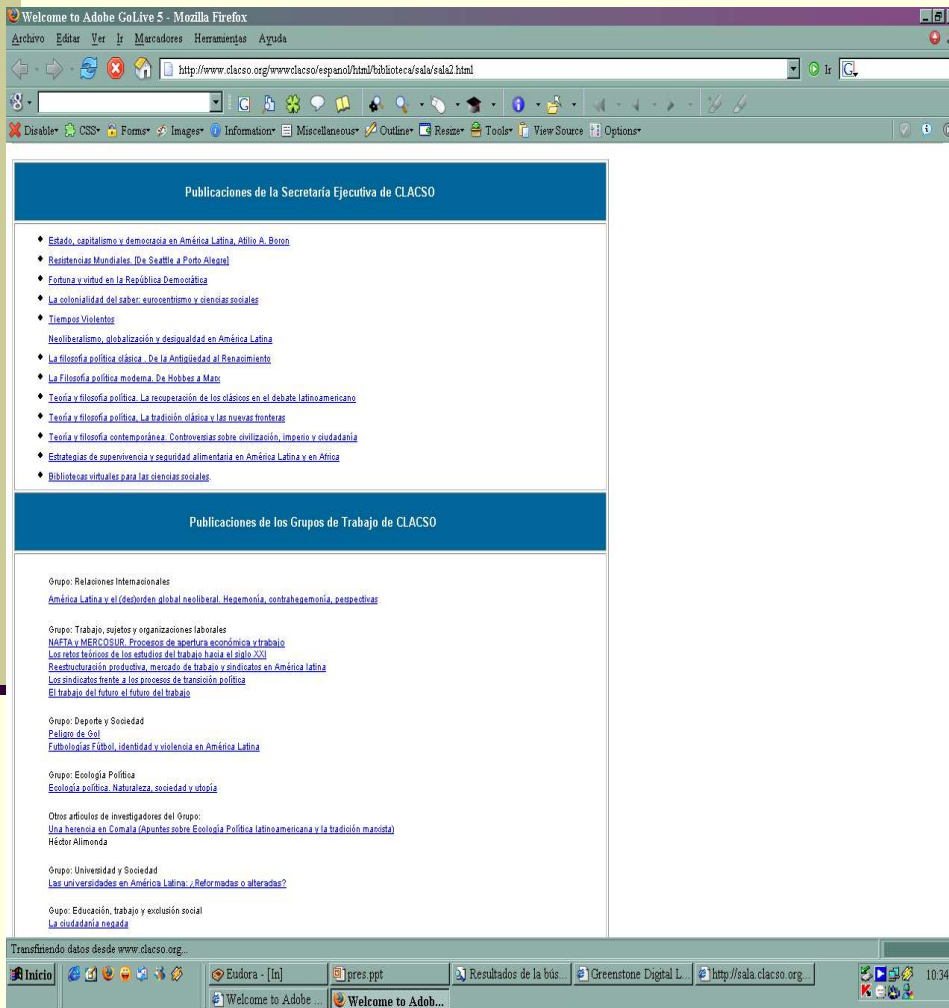 Welcome to Adobe GoLive 5 - Mozilla Firefox
Archivo Editar Ver Ir Marcadores Herramientas Ayuda
http://www.clacso.org/wwwclacso/espanol/html/biblioteca/sala/sala2.html Ir
Disable CSS Forms Images Information Miscellaneous Outline Resize Tools View Source Options
Publicaciones de la Secretaría Ejecutiva de CLACSO
Estado, capitalismo y democracia en América Latina, Atilio A. Boron
Resistencias Mundiales. [De Seattle a Porto Alegre]
Fortuna y virtud en la República Democrática
La colonialidad del saber: eurocentrismo y ciencias sociales
Tiempos Violentos
Neoliberalismo, globalización y desigualdad en América Latina
La filosofía política clásica . De la Antigüedad al Renacimiento
La Filosofía política moderna. De Hobbes a Marx
Teoría y filosofía política. La recuperación de los clásicos en el debate latinoamericano
Teoría y filosofía política, La tradición clásica y las nuevas fronteras
Teoría y filosofía contemporánea. Controversias sobre civilización, imperio y ciudadanía
Estrategias de supervivencia y seguridad alimentaria en América Latina y en Africa
Bibliotecas virtuales para las ciencias sociales.
Publicaciones de los Grupos de Trabajo de CLACSO
Grupo: Relaciones Internacionales
América Latina y el (des)orden global neoliberal. Hegemonía, contrahegemonía, perspectivas
Grupo: Trabajo, sujetos y organizaciones laborales
NAFTA y MERCOSUR. Procesos de apertura económica y trabajo
Los retos teóricos de los estudios del trabajo hacia el siglo XXI
Reestructuración productiva, mercado de trabajo y sindicatos en América latina
Los sindicatos frente a los procesos de transición política
El trabajo del futuro el futuro del trabajo
Grupo: Deporte y Sociedad
Peligro de Gol
Futbologías Fútbol, identidad y violencia en América Latina
Grupo: Ecología Política
Ecología política. Naturaleza, sociedad y utopía
Otros artículos de investigadores del Grupo:
Una herencia en Comala (Apuntes sobre Ecología Política latinoamericana y la tradición marxista)
Héctor Alimonda
Grupo: Universidad y Sociedad
Las universidades en América Latina: ¿Reformadas o alteradas?
Gupo: Educación, trabajo y exclusión social
La ciudadanía negada
Transfiriendo datos desde www.clacso.org...
Inicio Eudora - [In] pres.ppt Resultados de la bús... Greenstone Digital L... http://sala.clacso.org... 10:34
Welcome to Adobe ... Welcome to Adob...